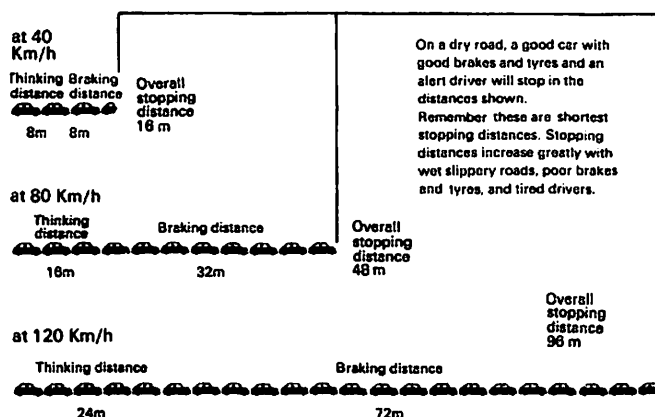 at 40
Km/h
Thinking Braking
distance distance
8m 8m
Overall
stopping
distance
16 m
On a dry road, a good car with
good brakes and tyres and an
alert driver will stop in the
distances shown.
Remember these are shortest
stopping distances. Stopping
distances increase greatly with
wet slippery roads, poor brakes
and tyres, and tired drivers.
at 80 Km/h
Thinking
distance
Braking distance
16m 32m
Overall
stopping
distance
48 m
at 120 Km/h
Thinking distance Braking distance
24m 72m
Overall
stopping
distance
96 m